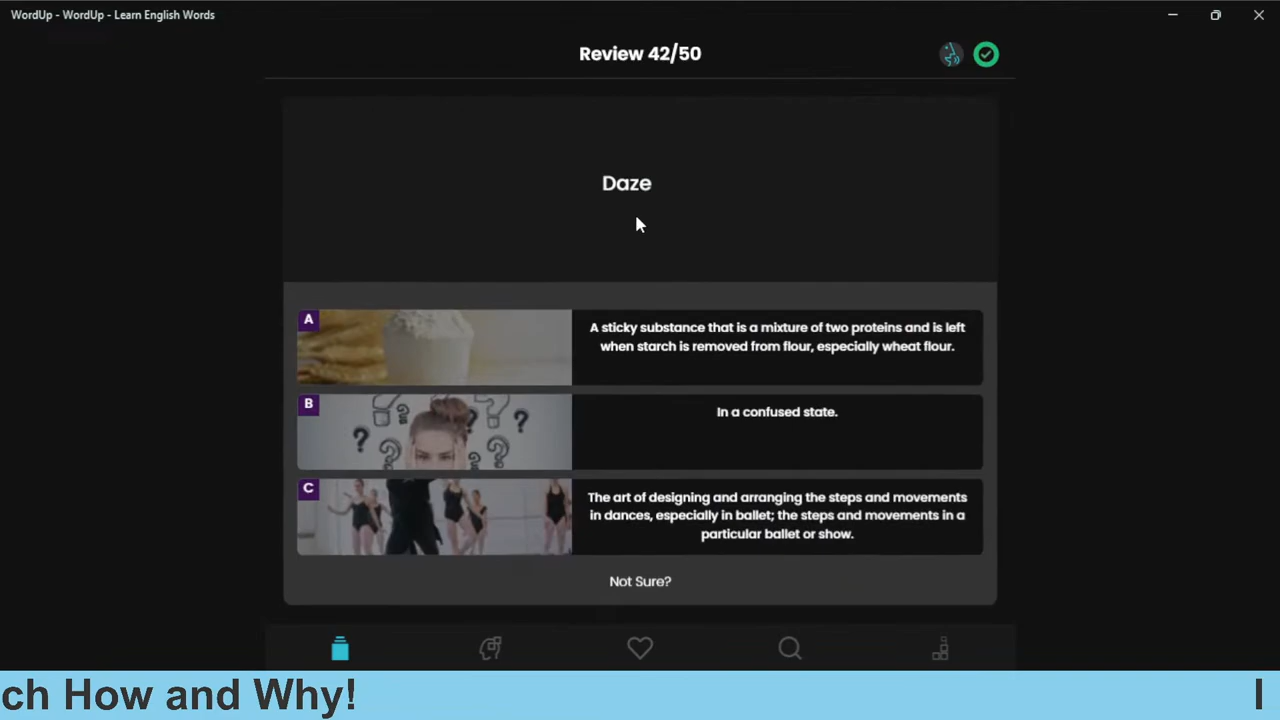 WordUp - WordUp - Learn English Words
Review 42/50
Daze
A
A sticky substance that is a mixture of two proteins and is left
when starch is removed from flour, especially wheat flour.
B
In a confused state.
C
The art of designing and arranging the steps and movements
in dances, especially in ballet; the steps and movements in a
particular ballet or show.
Not Sure?
ch How and Why! I